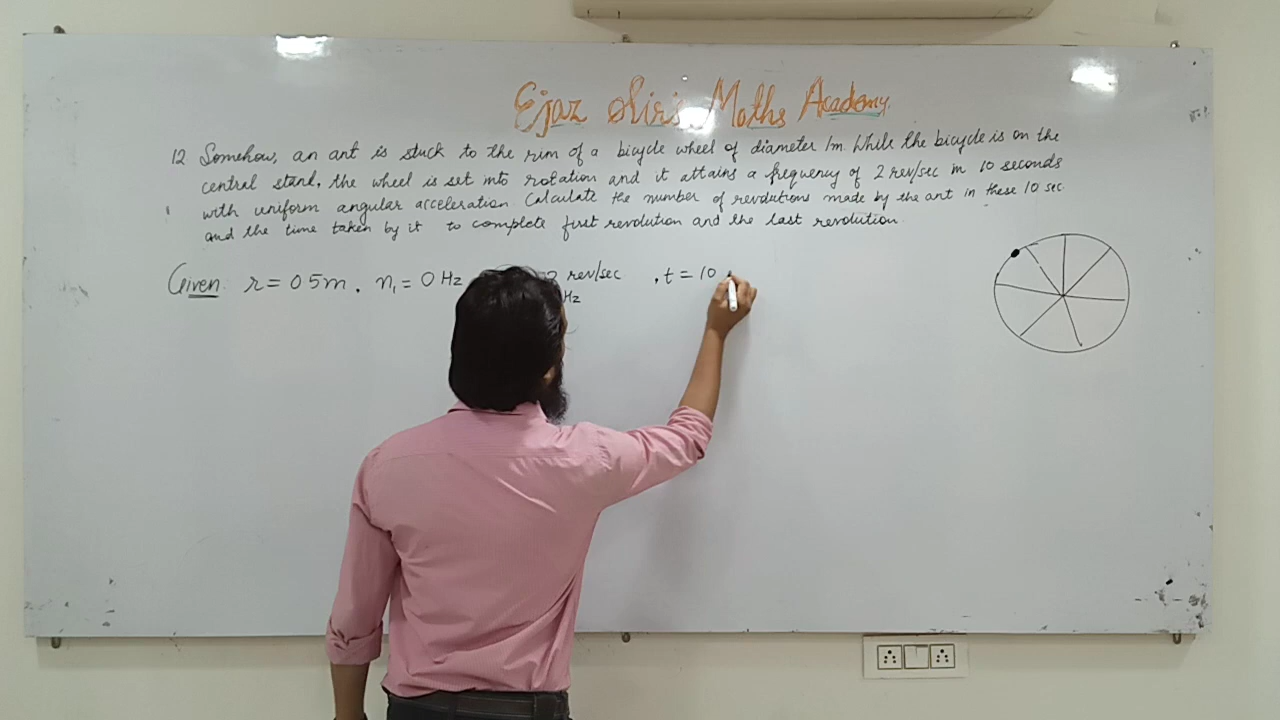 Ejaz Sir's Maths Academy.
12 Somehow, an ant is stuck to the rim of a bicycle wheel of diameter 1m. While the bicycle is on the
central stand, the wheel is set into rotation and it attains a frequency of 2 rev/sec in 10 seconds
with uniform angular acceleration. Calculate the number of revolutions made by the ant in these 10 sec.
and the time taken by it to complete first revolution and the last revolution
Given: r = 0.5m, n₁ = 0 Hz 2 rev/sec , t = 10
Hz